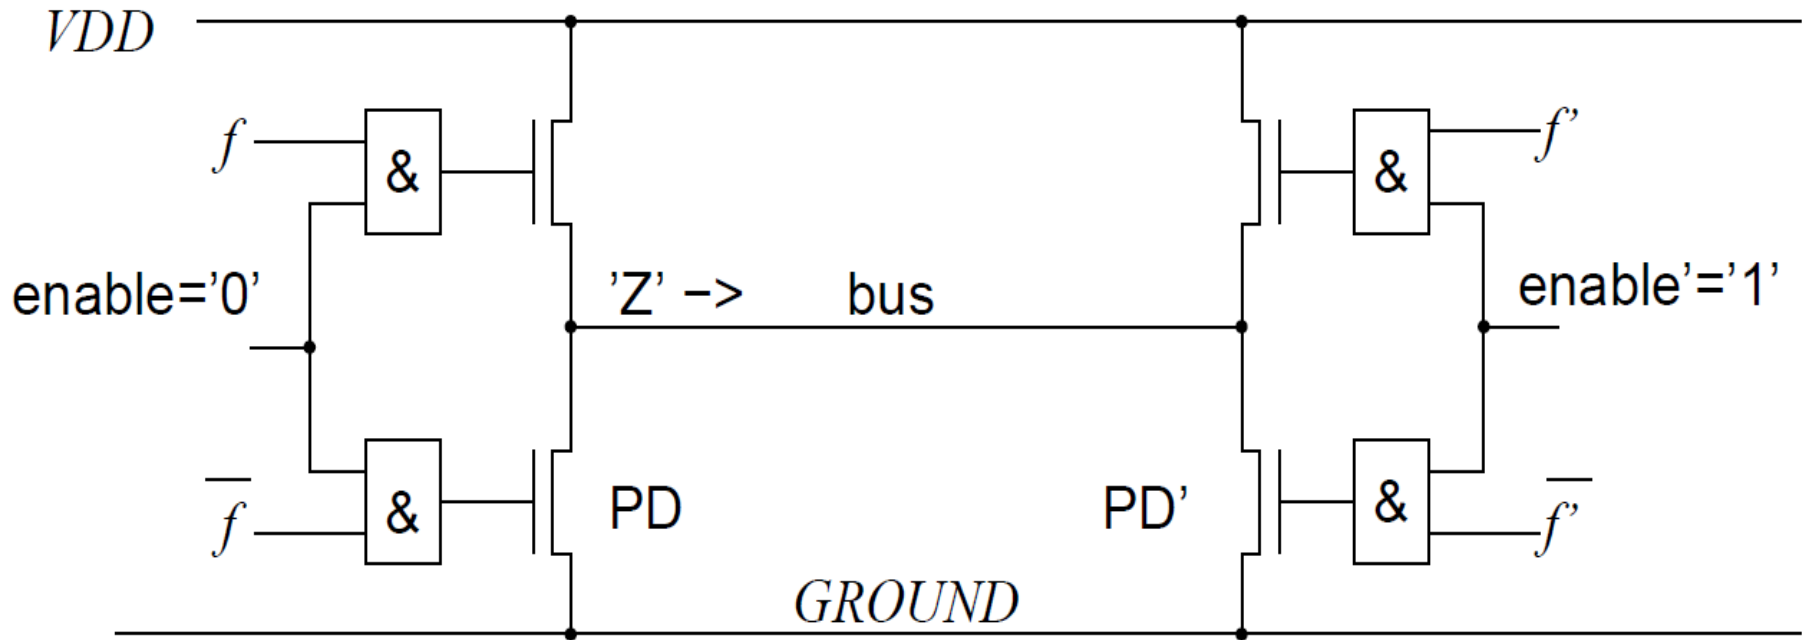 VDD
f
&
&
f’
enable=’0’
’Z’ −>
bus
enable’=’1’
f̅
&
PD
PD’
&
f’̅
GROUND